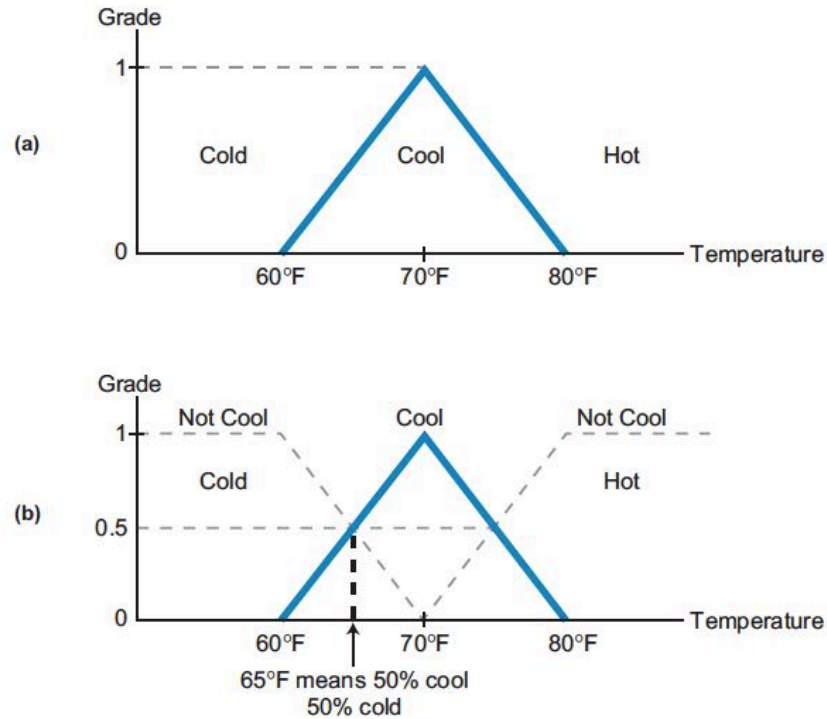 Grade
1
(a)
Cold
Cool
Hot
0
Temperature
60°F
70°F
80°F
Grade
Not Cool
Cool
Not Cool
1
Cold
Hot
(b)
0.5
0
Temperature
60°F
70°F
80°F
65°F means 50% cool
50% cold